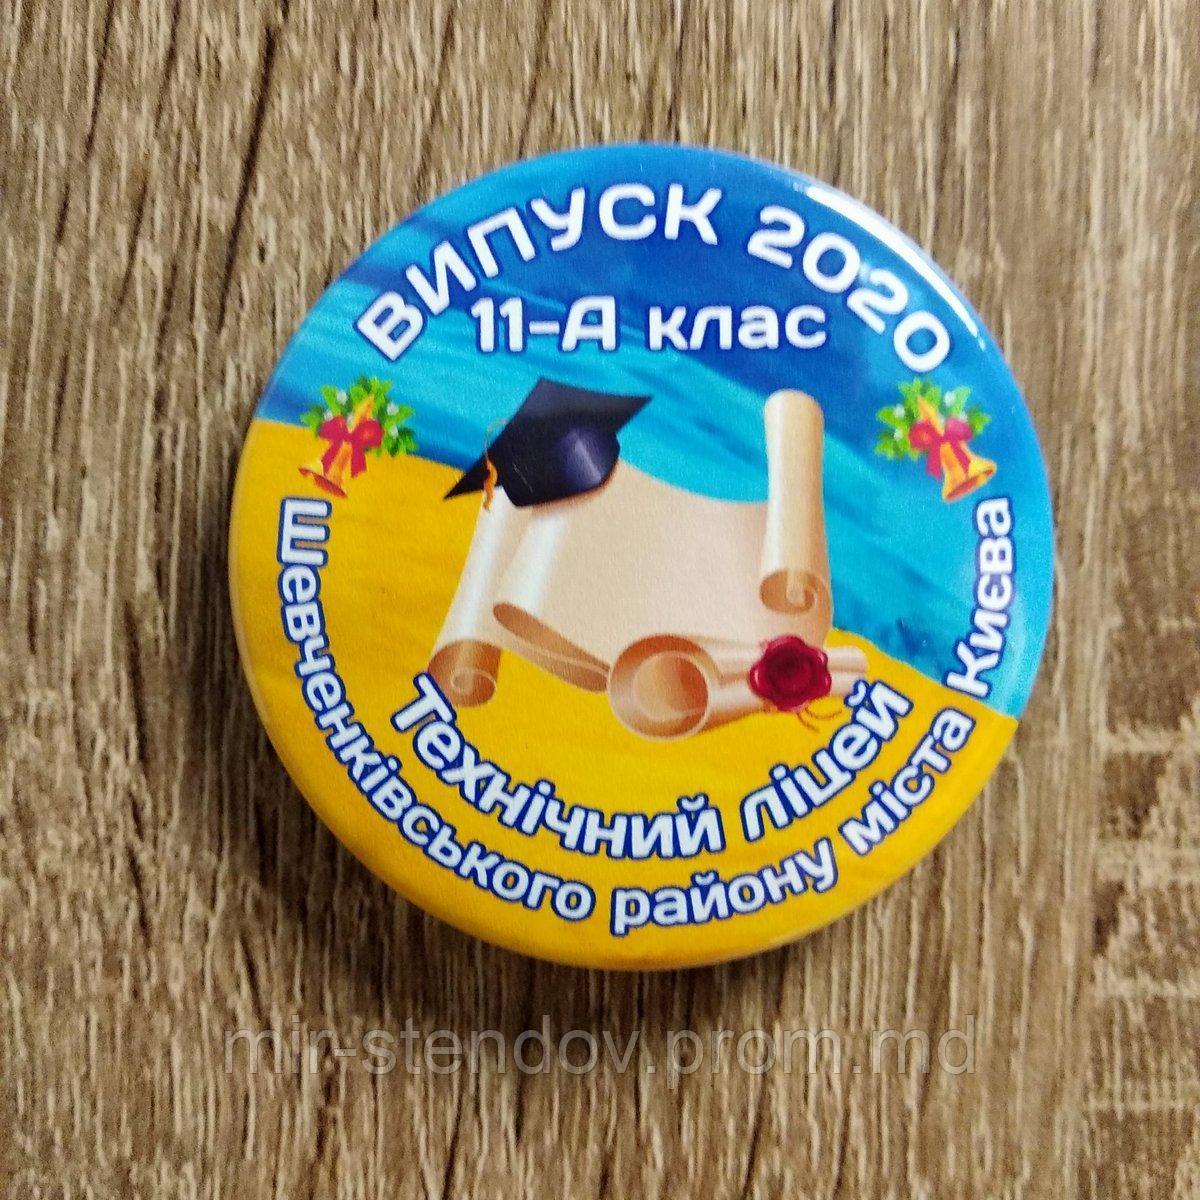 ВИПУСК 2020
11-А клас
Технічний ліцей
Шевченківського району міста Києва
mir-stendov.prom.md